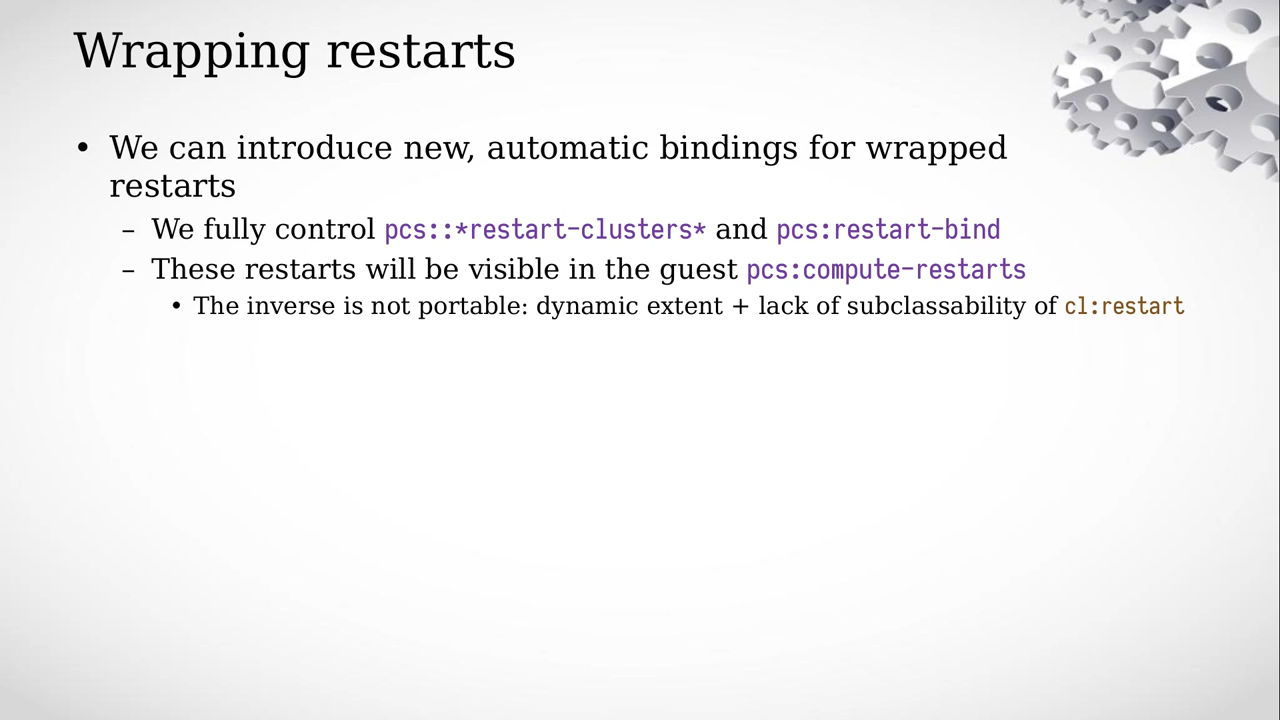 Wrapping restarts
• We can introduce new, automatic bindings for wrapped
restarts
– We fully control pcs::*restart-clusters* and pcs:restart-bind
– These restarts will be visible in the guest pcs:compute-restarts
• The inverse is not portable: dynamic extent + lack of subclassability of cl:restart